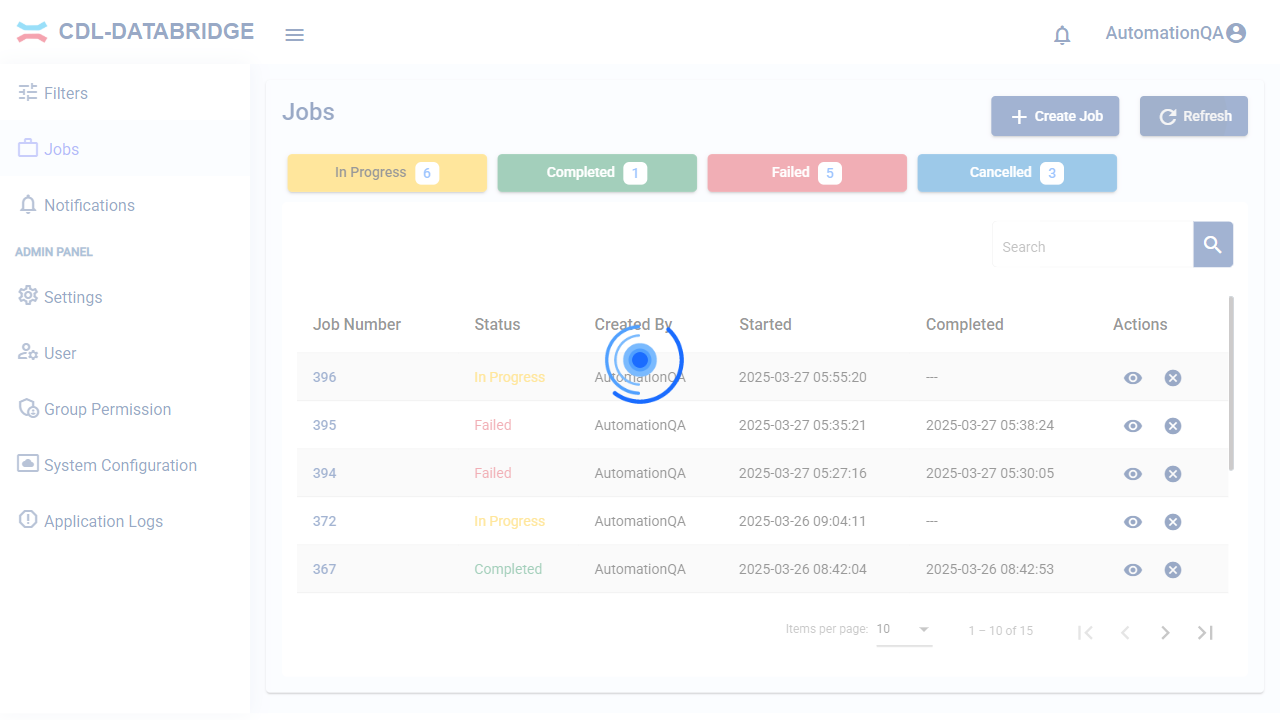 CDL-DATABRIDGE
AutomationQA
Filters
Jobs
Notifications
ADMIN PANEL
Settings
User
Group Permission
System Configuration
Application Logs
Jobs
Create Job
Refresh
In Progress 6
Completed 1
Failed 5
Cancelled 3
Search
Job Number Status Created By Started Completed Actions
396 In Progress AutomationQA 2025-03-27 05:55:20 ---
395 Failed AutomationQA 2025-03-27 05:35:21 2025-03-27 05:38:24
394 Failed AutomationQA 2025-03-27 05:27:16 2025-03-27 05:30:05
372 In Progress AutomationQA 2025-03-26 09:04:11 ---
367 Completed AutomationQA 2025-03-26 08:42:04 2025-03-26 08:42:53
Items per page: 10 1 – 10 of 15